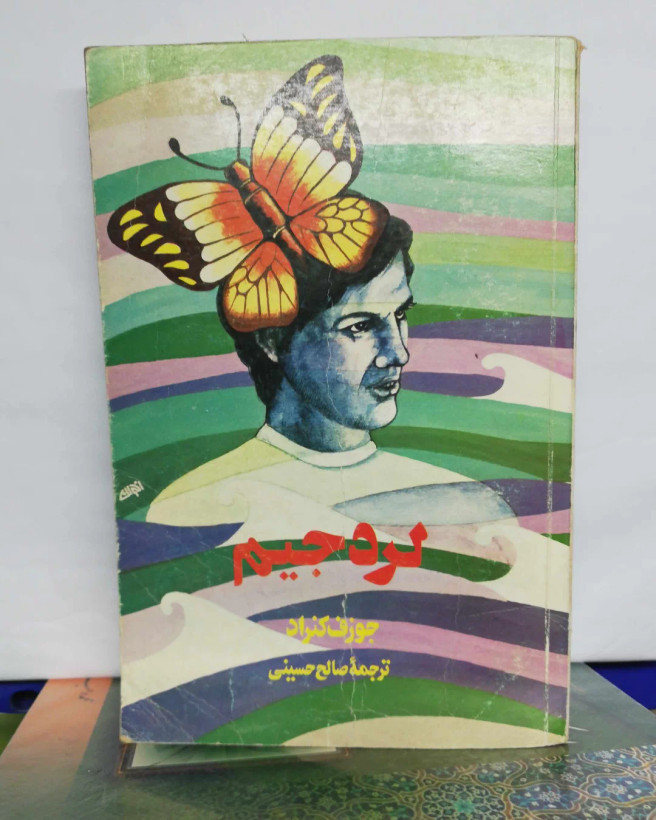 لرد جیم
جوزف کنراد
ترجمهٔ صالح حسینی